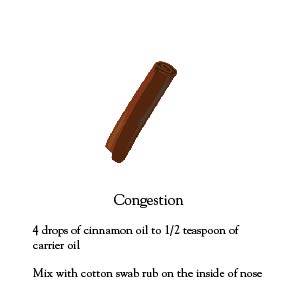 Congestion
4 drops of cinnamon oil to 1/2 teaspoon of
carrier oil
Mix with cotton swab rub on the inside of nose